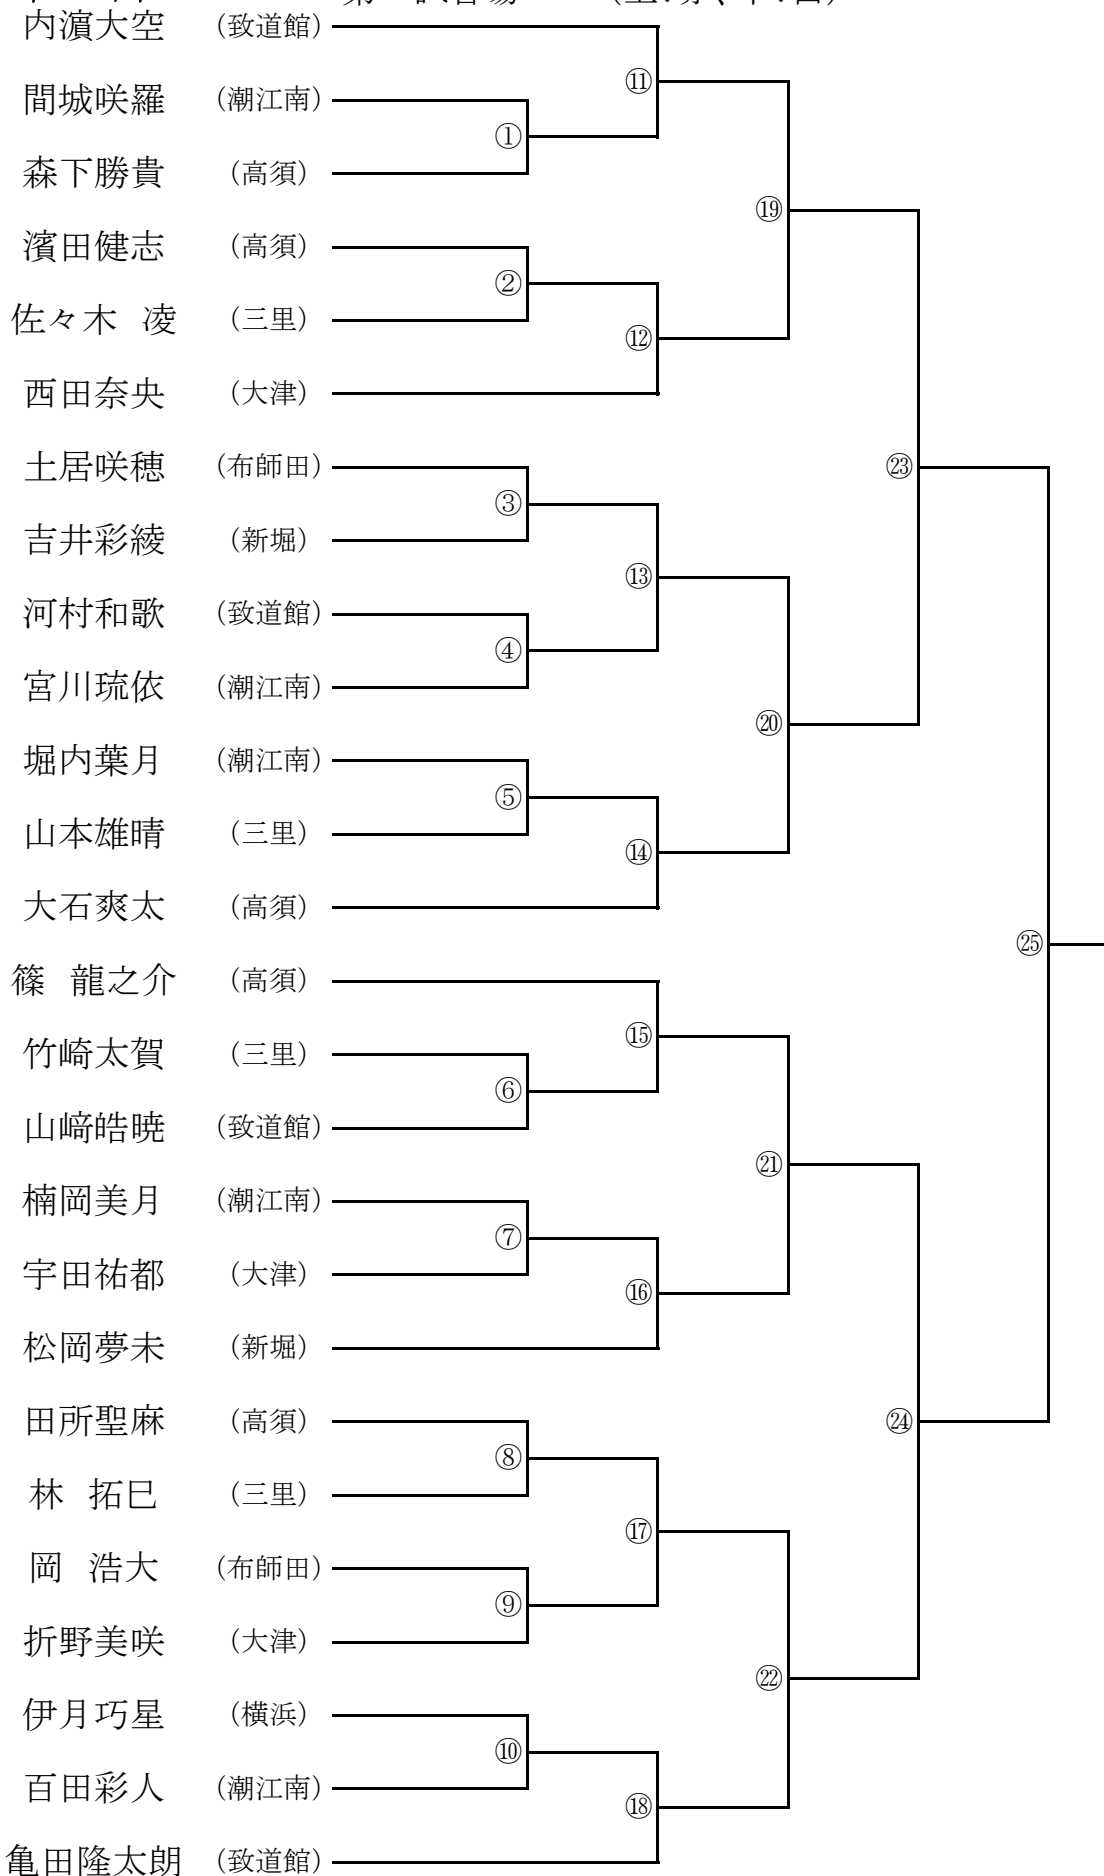 内濵大空 (致道館)
⑪
間城咲羅 (潮江南)
①
森下勝貴 (高須)
⑲
濱田健志 (高須)
②
佐々木 凌 (三里)
⑫
西田奈央 (大津)
土居咲穂 (布師田)
㉓
③
吉井彩綾 (新堀)
⑬
河村和歌 (致道館)
④
宮川琉依 (潮江南)
⑳
堀内葉月 (潮江南)
⑤
山本雄晴 (三里)
⑭
大石爽太 (高須)
㉕
篠 龍之介 (高須)
⑮
竹崎太賀 (三里)
⑥
山﨑皓暁 (致道館)
㉑
楠岡美月 (潮江南)
⑦
宇田祐都 (大津)
⑯
松岡夢未 (新堀)
田所聖麻 (高須)
㉔
⑧
林 拓巳 (三里)
⑰
岡 浩大 (布師田)
⑨
折野美咲 (大津)
㉒
伊月巧星 (横浜)
⑩
百田彩人 (潮江南)
⑱
亀田隆太朗 (致道館)